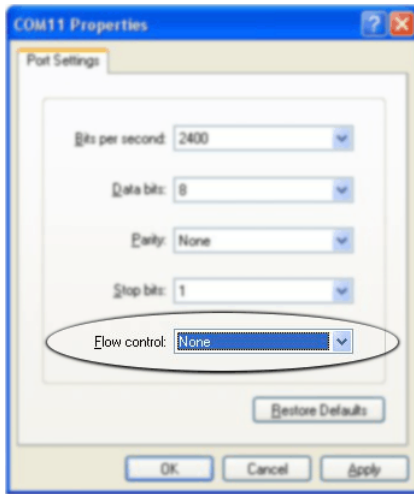 COM11 Properties
Port Settings
Bits per second: 2400
Data bits: 8
Parity: None
Stop bits: 1
Flow control: None
Restore Defaults
OK Cancel Apply